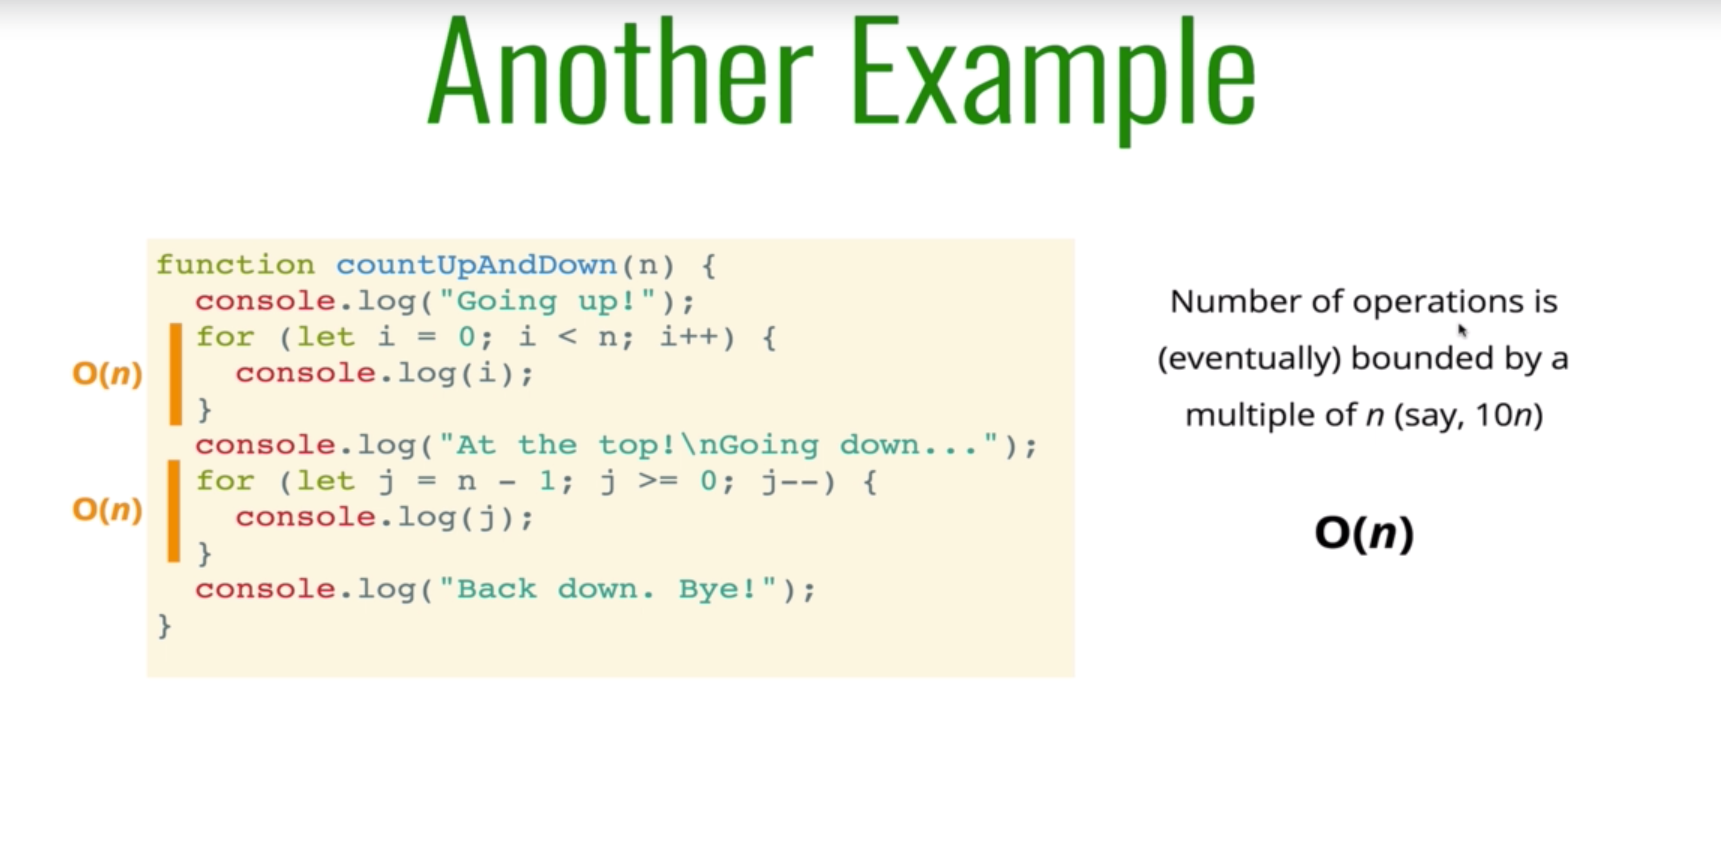 Another Example
function countUpAndDown(n) {
console.log("Going up!");
for (let i = 0; i < n; i++) {
console.log(i);
}
console.log("At the top!\nGoing down...");
for (let j = n - 1; j >= 0; j--) {
console.log(j);
}
console.log("Back down. Bye!");
}
O(n)
O(n)
Number of operations is
(eventually) bounded by a
multiple of n (say, 10n)
O(n)